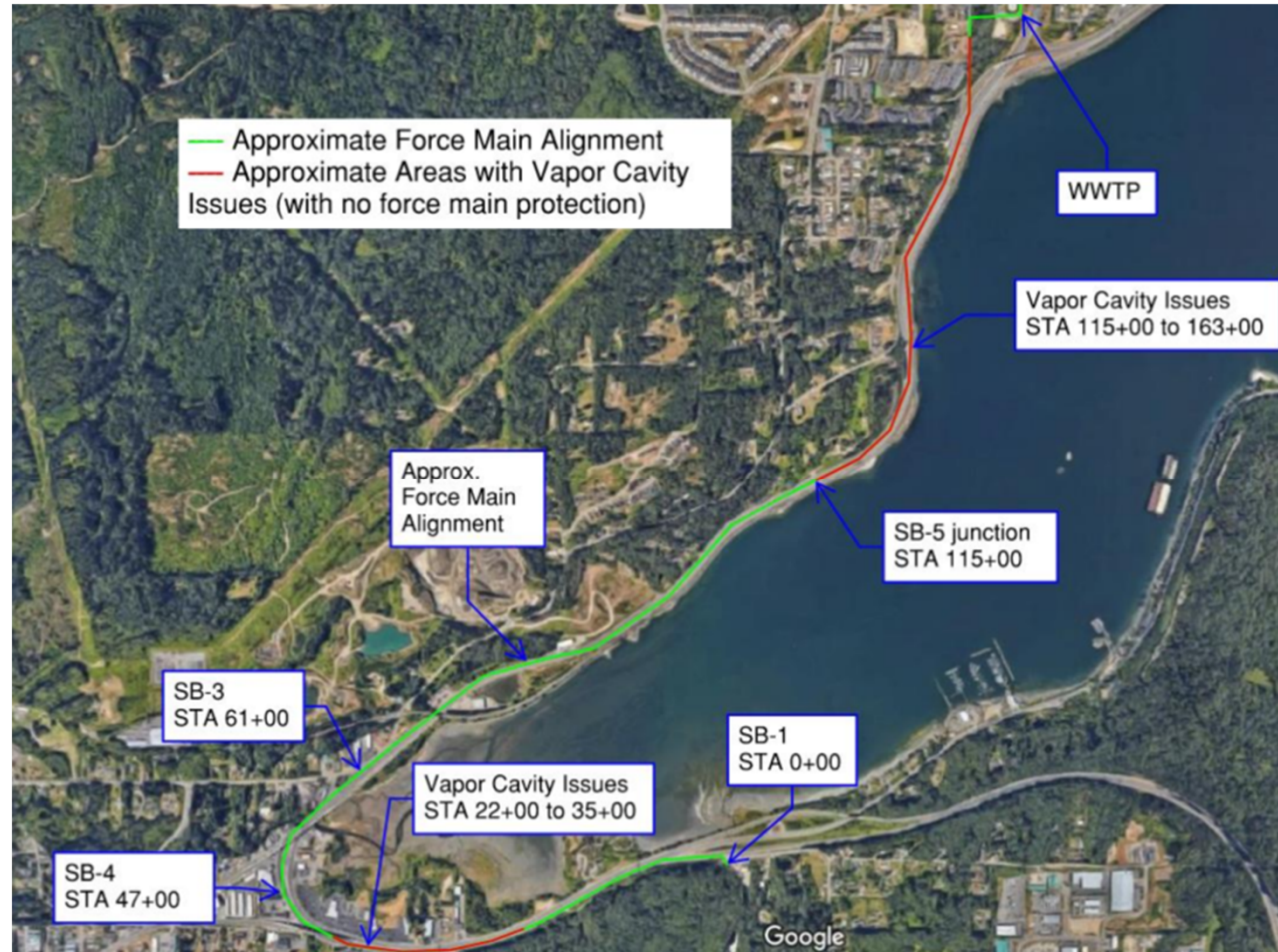 Approximate Force Main Alignment
Approximate Areas with Vapor Cavity
Issues (with no force main protection)
WWTP
Vapor Cavity Issues
STA 115+00 to 163+00
Approx.
Force Main
Alignment
SB-5 junction
STA 115+00
SB-3
STA 61+00
SB-1
STA 0+00
Vapor Cavity Issues
STA 22+00 to 35+00
SB-4
STA 47+00
Google